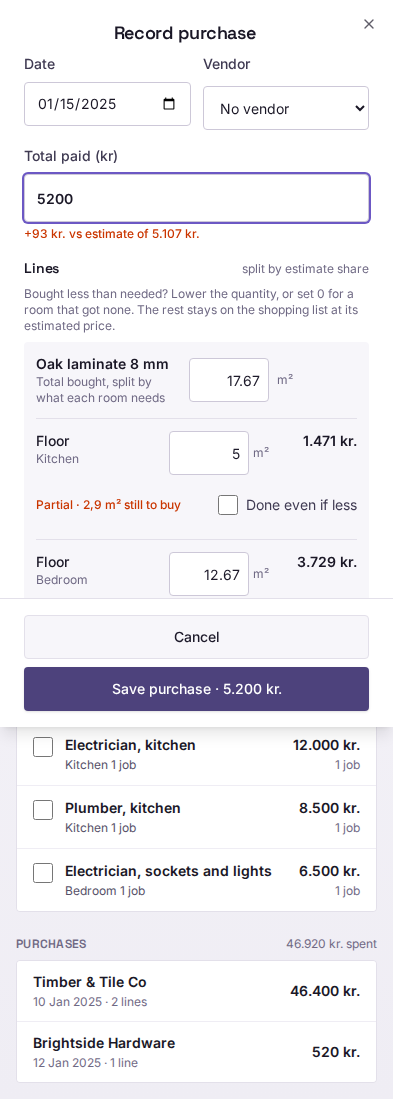 Record purchase
Date
Vendor
01/15/2025
No vendor
Total paid (kr)
5200
+93 kr. vs estimate of 5.107 kr.
Lines
split by estimate share
Bought less than needed? Lower the quantity, or set 0 for a
room that got none. The rest stays on the shopping list at its
estimated price.
Oak laminate 8 mm
Total bought, split by
what each room needs
17.67 m²
Floor
Kitchen
5 m²
1.471 kr.
Partial · 2,9 m² still to buy
Done even if less
Floor
Bedroom
12.67 m²
3.729 kr.
Cancel
Save purchase · 5.200 kr.
Electrician, kitchen
12.000 kr.
Kitchen 1 job
1 job
Plumber, kitchen
8.500 kr.
Kitchen 1 job
1 job
Electrician, sockets and lights
6.500 kr.
Bedroom 1 job
1 job
PURCHASES
46.920 kr. spent
Timber & Tile Co
46.400 kr.
10 Jan 2025 · 2 lines
Brightside Hardware
520 kr.
12 Jan 2025 · 1 line